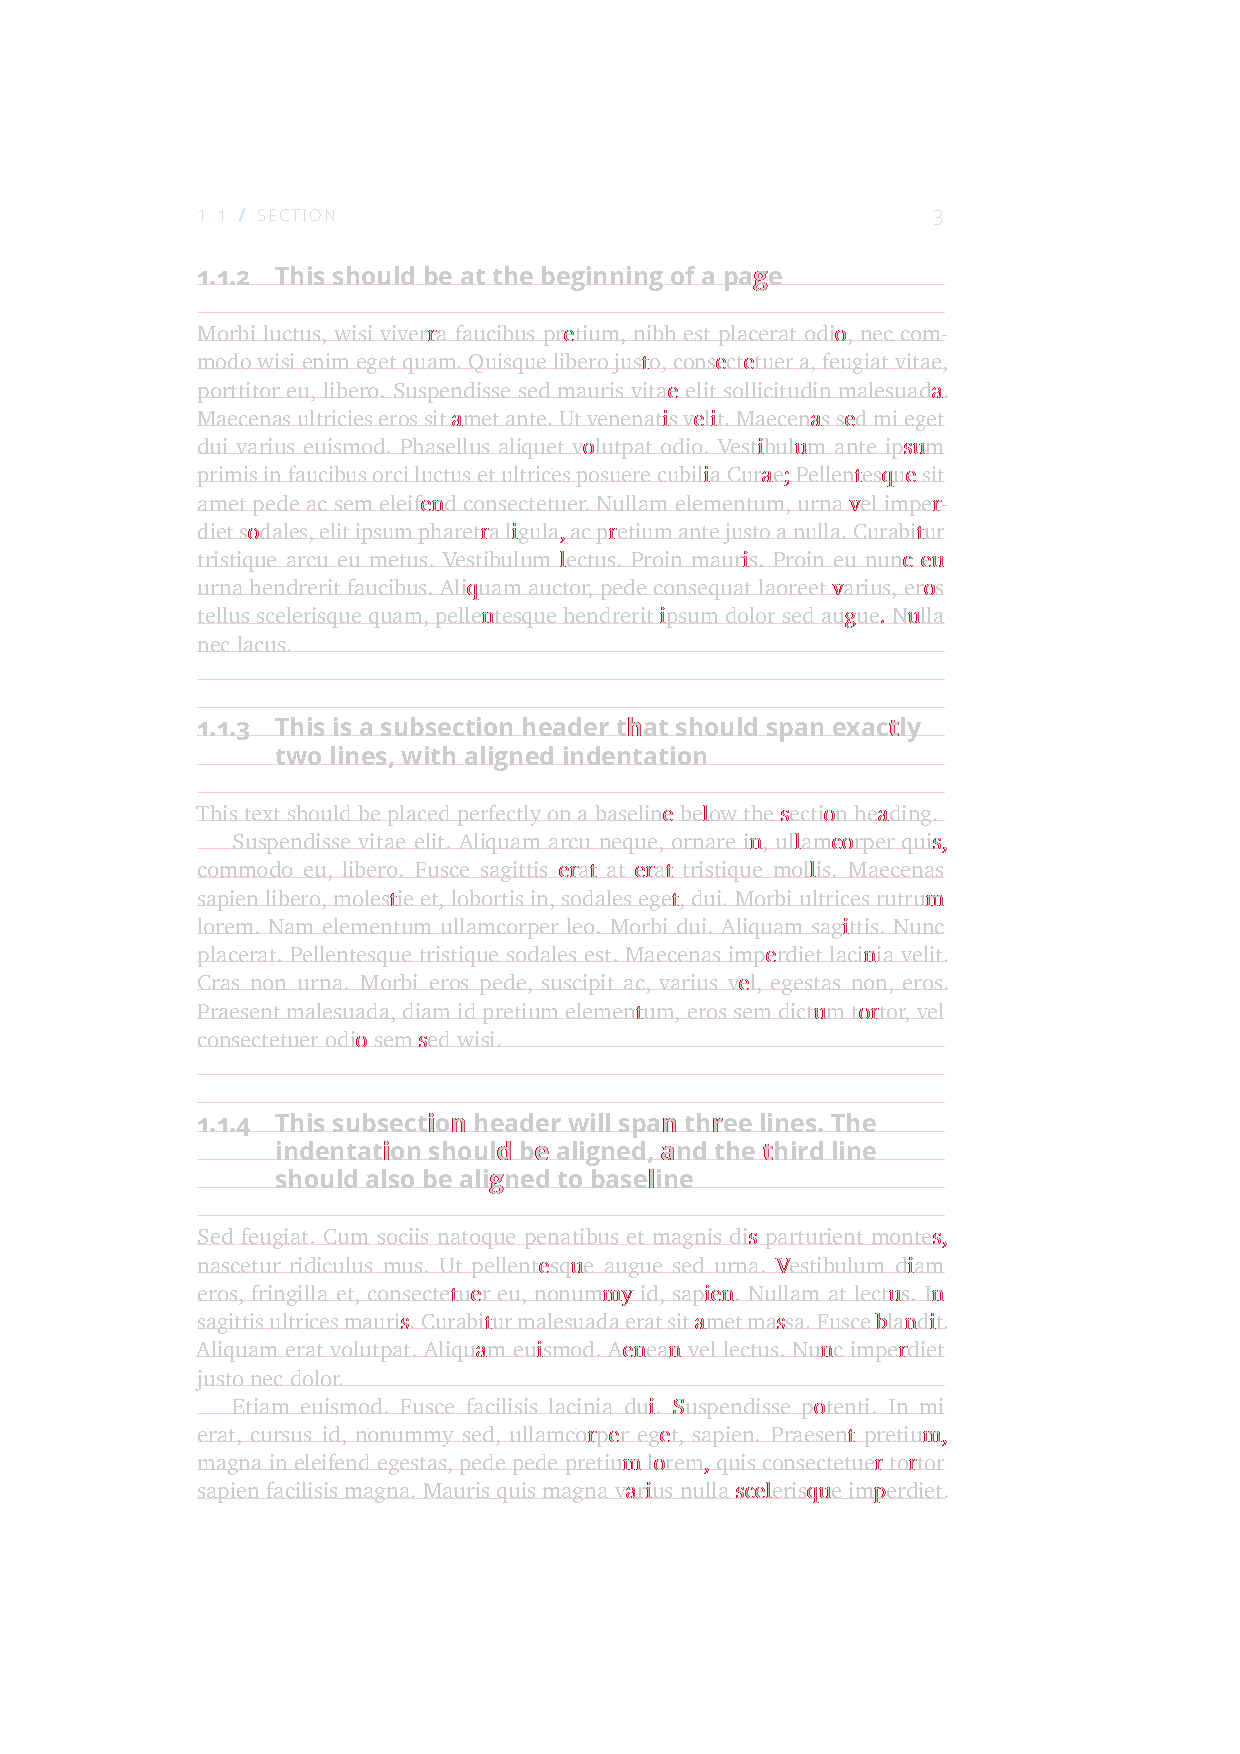 1.1 / SECTION 3
1.1.2 This should be at the beginning of a page
Morbi luctus, wisi viverra faucibus pretium, nibh est placerat odio, nec com-
modo wisi enim eget quam. Quisque libero justo, consectetuer a, feugiat vitae,
porttitor eu, libero. Suspendisse sed mauris vitae elit sollicitudin malesuada.
Maecenas ultricies eros sit amet ante. Ut venenatis velit. Maecenas sed mi eget
dui varius euismod. Phasellus aliquet volutpat odio. Vestibulum ante ipsum
primis in faucibus orci luctus et ultrices posuere cubilia Curae; Pellentesque sit
amet pede ac sem eleifend consectetuer. Nullam elementum, urna vel imper-
diet sodales, elit ipsum pharetra ligula, ac pretium ante justo a nulla. Curabitur
tristique arcu eu metus. Vestibulum lectus. Proin mauris. Proin eu nunc eu
urna hendrerit faucibus. Aliquam auctor, pede consequat laoreet varius, eros
tellus scelerisque quam, pellentesque hendrerit ipsum dolor sed augue. Nulla
nec lacus.
1.1.3 This is a subsection header that should span exactly
two lines, with aligned indentation
This text should be placed perfectly on a baseline below the section heading.
Suspendisse vitae elit. Aliquam arcu neque, ornare in, ullamcorper quis,
commodo eu, libero. Fusce sagittis erat at erat tristique mollis. Maecenas
sapien libero, molestie et, lobortis in, sodales eget, dui. Morbi ultrices rutrum
lorem. Nam elementum ullamcorper leo. Morbi dui. Aliquam sagittis. Nunc
placerat. Pellentesque tristique sodales est. Maecenas imperdiet lacinia velit.
Cras non urna. Morbi eros pede, suscipit ac, varius vel, egestas non, eros.
Praesent malesuada, diam id pretium elementum, eros sem dictum tortor, vel
consectetuer odio sem sed wisi.
1.1.4 This subsection header will span three lines. The
indentation should be aligned, and the third line
should also be aligned to baseline
Sed feugiat. Cum sociis natoque penatibus et magnis dis parturient montes,
nascetur ridiculus mus. Ut pellentesque augue sed urna. Vestibulum diam
eros, fringilla et, consectetuer eu, nonummy id, sapien. Nullam at lectus. In
sagittis ultrices mauris. Curabitur malesuada erat sit amet massa. Fusce blandit.
Aliquam erat volutpat. Aliquam euismod. Aenean vel lectus. Nunc imperdiet
justo nec dolor.
Etiam euismod. Fusce facilisis lacinia dui. Suspendisse potenti. In mi
erat, cursus id, nonummy sed, ullamcorper eget, sapien. Praesent pretium,
magna in eleifend egestas, pede pede pretium lorem, quis consectetuer tortor
sapien facilisis magna. Mauris quis magna varius nulla scelerisque imperdiet.